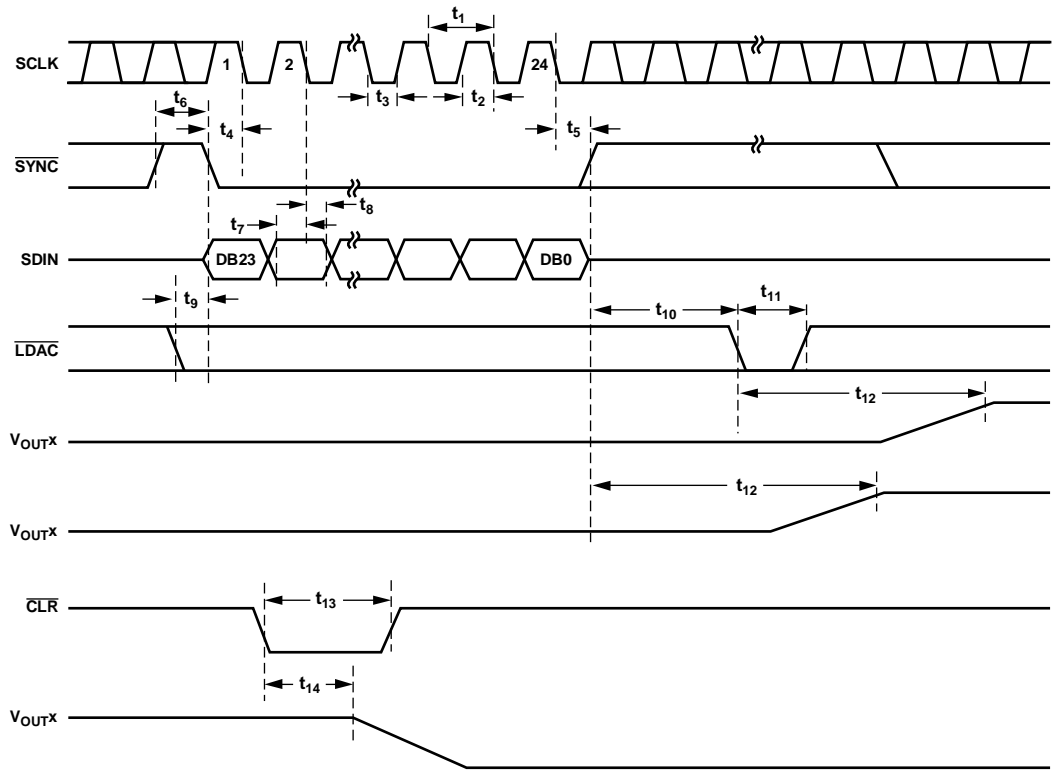 t1
SCLK 1 2 24
t3 t2
t6
t4 t5
SYNC
t8
t7
SDIN DB23 DB0
t9 t10 t11
LDAC
t12
VOUTx
t12
VOUTx
CLR t13
t14
VOUTx